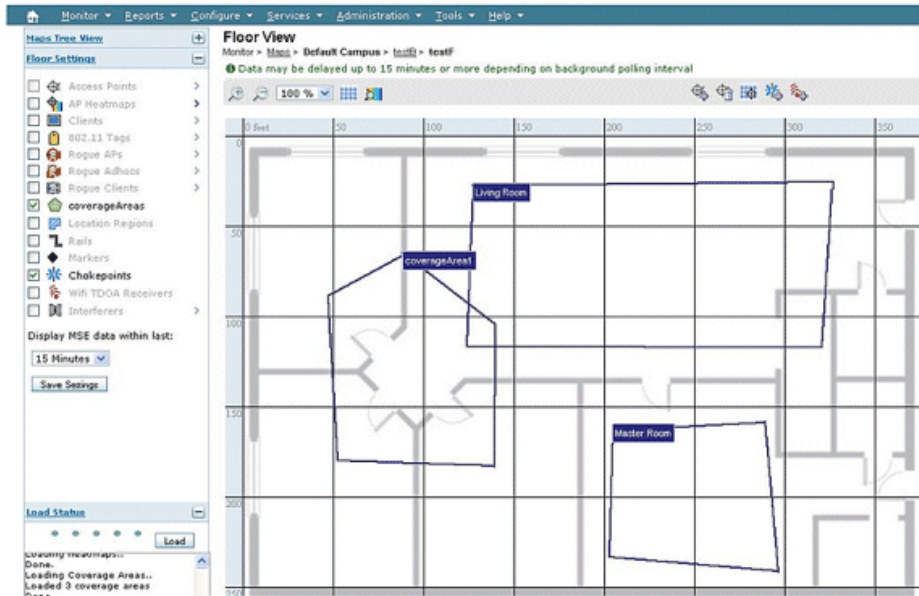 Monitor Reports Configure Services Administration Tools Help
Maps Tree View
Floor Settings
Access Points
AP Heatmaps
Clients
802.11 Tags
Rogue APs
Rogue Adhocs
Rogue Clients
coverageAreas
Location Regions
Rails
Markers
Chokepoints
Wifi TDOA Receivers
Interferers
Display MSE data within last:
15 Minutes
Save Settings
Load Status
Load
Loading Heatmaps..
Done.
Loading Coverage Areas..
Loaded 3 coverage areas
Done
Floor View
Monitor > Maps > Default Campus > testB > testF
Data may be delayed up to 15 minutes or more depending on background polling interval
100 %
0 feet 50 100 150 200 250 300 350
0
50
100
150
200
250
Living Room
coverageArea1
Master Room